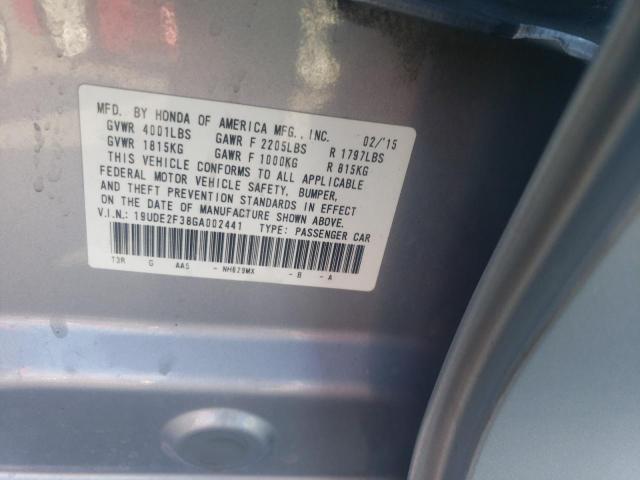 MFD. BY HONDA OF AMERICA MFG., INC. 02/'15
GVWR 4001LBS GAWR F 2205LBS R 1797LBS
GVWR 1815KG GAWR F 1000KG R 815KG
THIS VEHICLE CONFORMS TO ALL APPLICABLE
FEDERAL MOTOR VEHICLE SAFETY, BUMPER,
AND THEFT PREVENTION STANDARDS IN EFFECT
ON THE DATE OF MANUFACTURE SHOWN ABOVE.
V.I.N.: 19UDE2F38GA002441 TYPE: PASSENGER CAR
T3R G AA5 - NH829MX - B - A